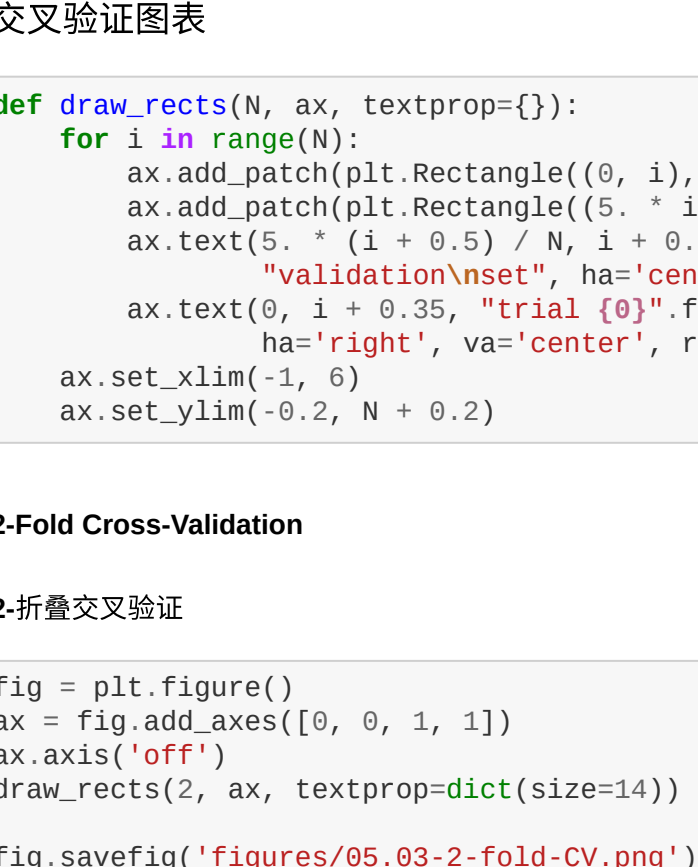 交叉验证图表
def draw_rects(N, ax, textprop={}):
    for i in range(N):
        ax.add_patch(plt.Rectangle((0, i),
        ax.add_patch(plt.Rectangle((5. * i
        ax.text(5. * (i + 0.5) / N, i + 0.
                "validation\nset", ha='cen
        ax.text(0, i + 0.35, "trial {0}".f
                ha='right', va='center', r
    ax.set_xlim(-1, 6)
    ax.set_ylim(-0.2, N + 0.2)
2-Fold Cross-Validation
2-折叠交叉验证
fig = plt.figure()
ax = fig.add_axes([0, 0, 1, 1])
ax.axis('off')
draw_rects(2, ax, textprop=dict(size=14))
fig.savefig('figures/05.03-2-fold-CV.png')